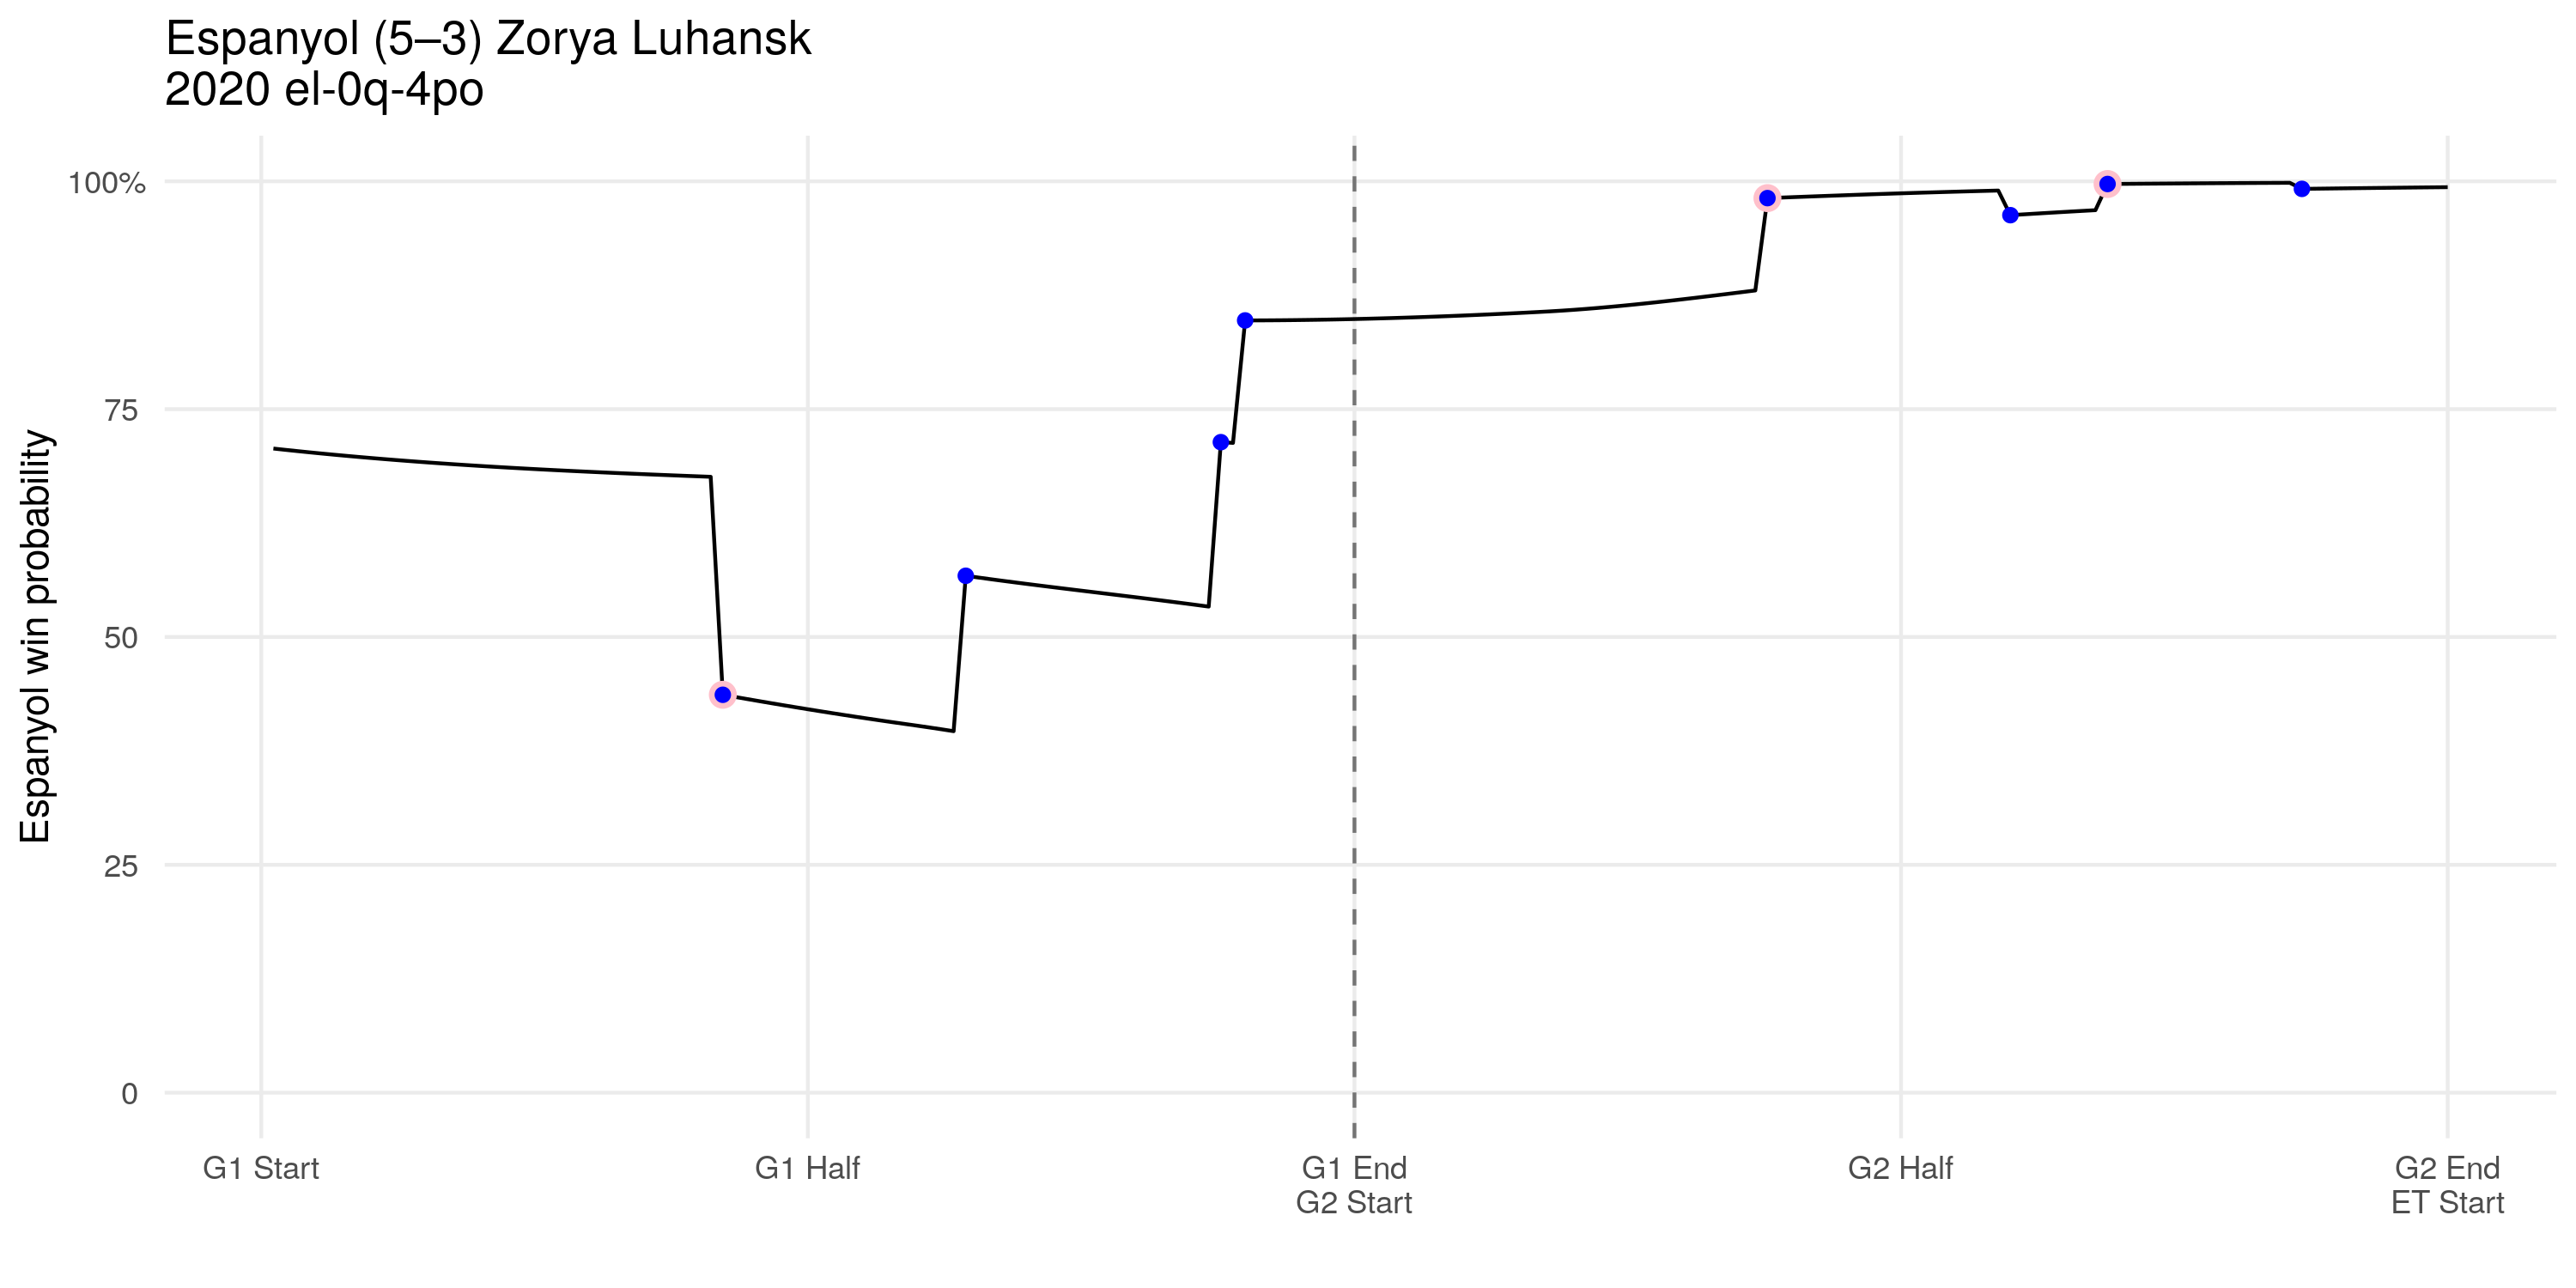 Espanyol (5–3) Zorya Luhansk
2020 el-0q-4po
Espanyol win probability
100%
75
50
25
0
G1 Start
G1 Half
G1 End
G2 Start
G2 Half
G2 End
ET Start